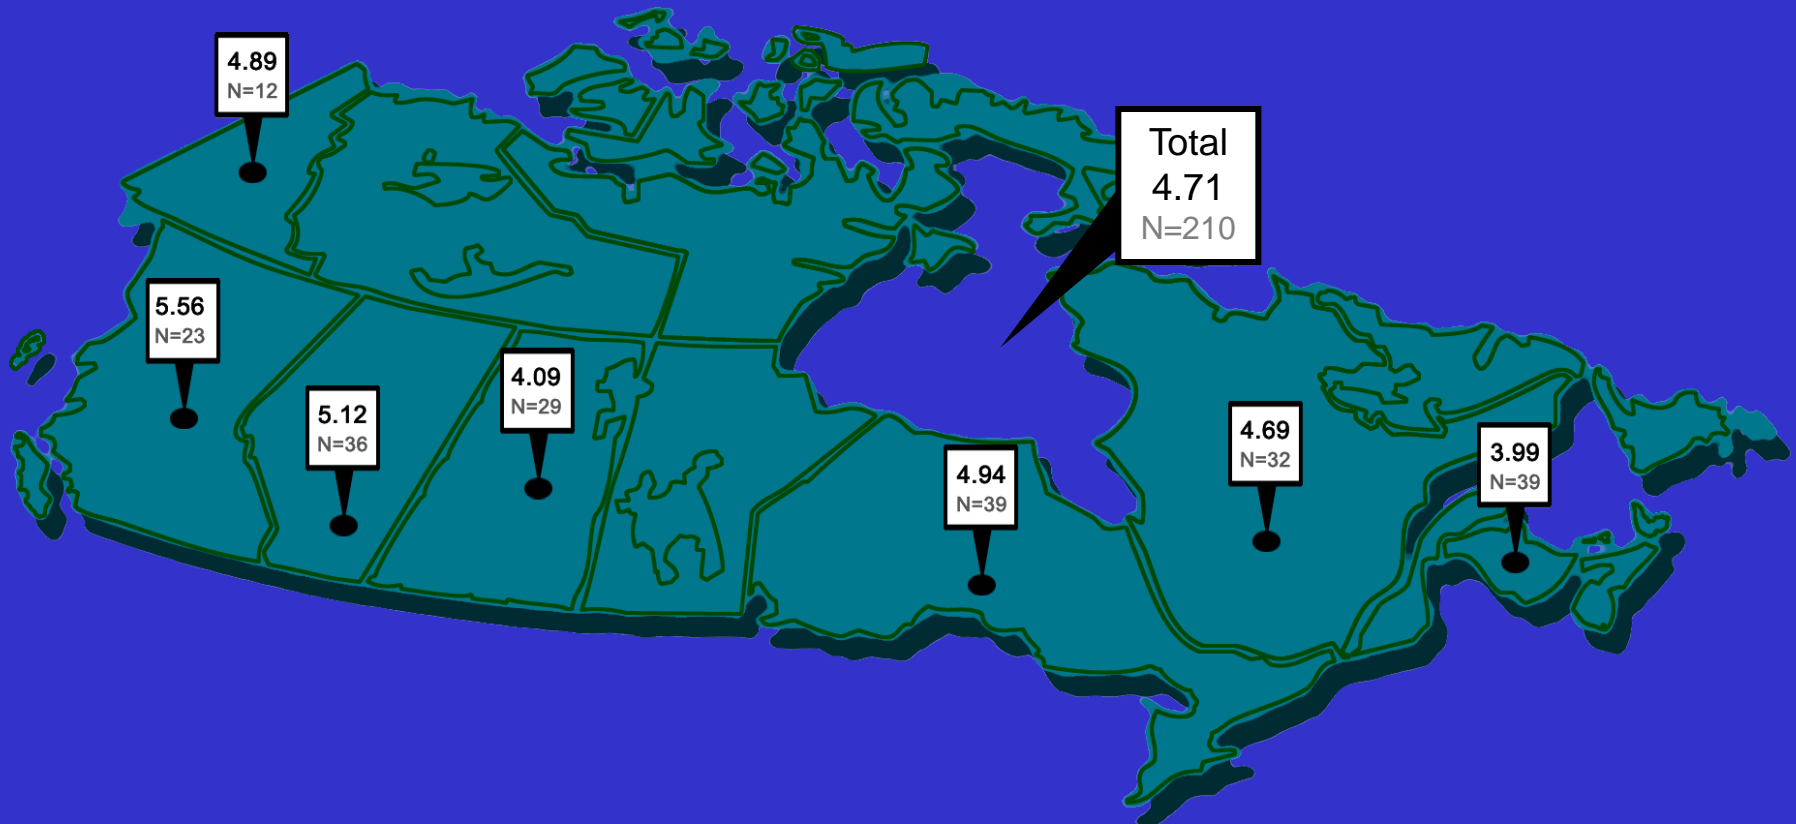 4.89
N=12
Total
4.71
N=210
5.56
N=23
5.12
N=36
4.09
N=29
4.94
N=39
4.69
N=32
3.99
N=39